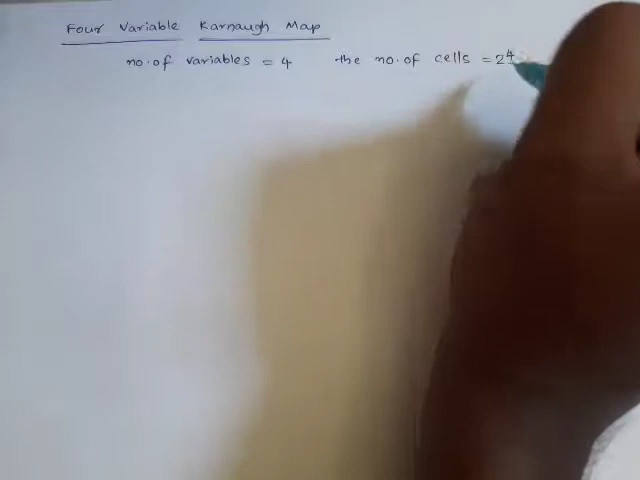 Four Variable Karnaugh Map
no. of variables = 4 the no. of cells = 2⁴